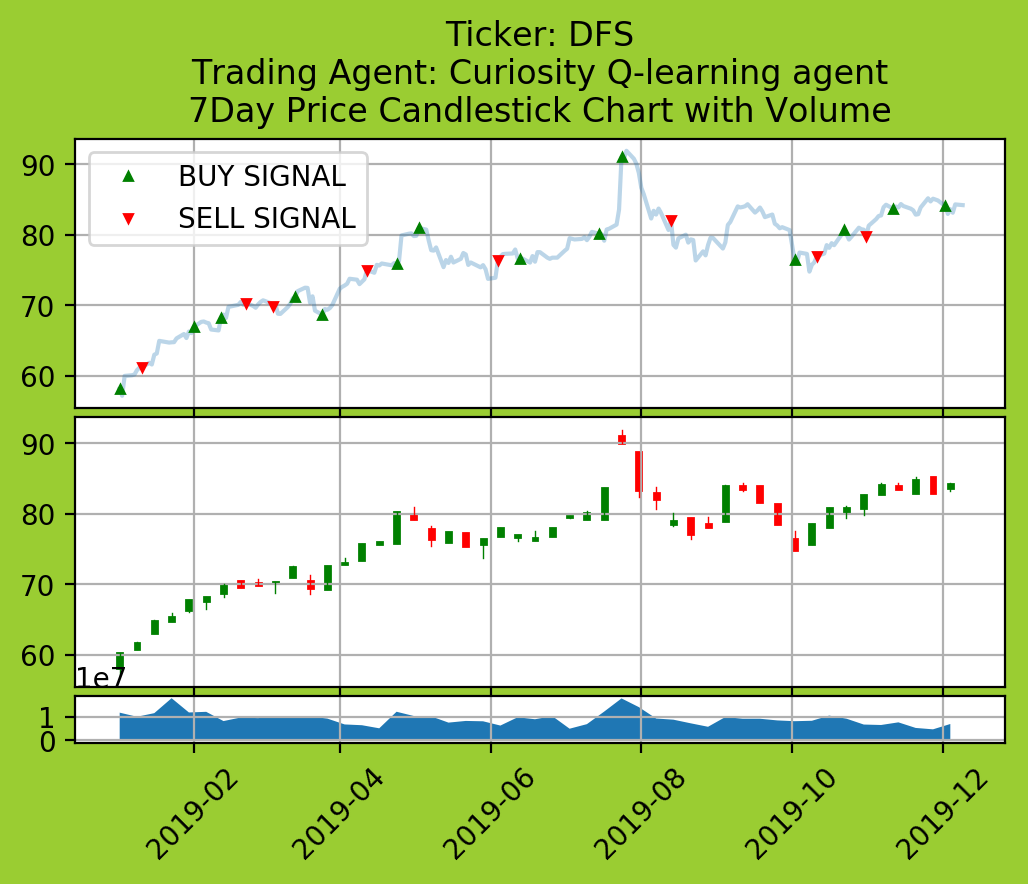 Ticker: DFS
Trading Agent: Curiosity Q-learning agent
7Day Price Candlestick Chart with Volume
90
80
70
60
BUY SIGNAL
SELL SIGNAL
90
80
70
60
1e7
1
0
2019-02
2019-04
2019-06
2019-08
2019-10
2019-12